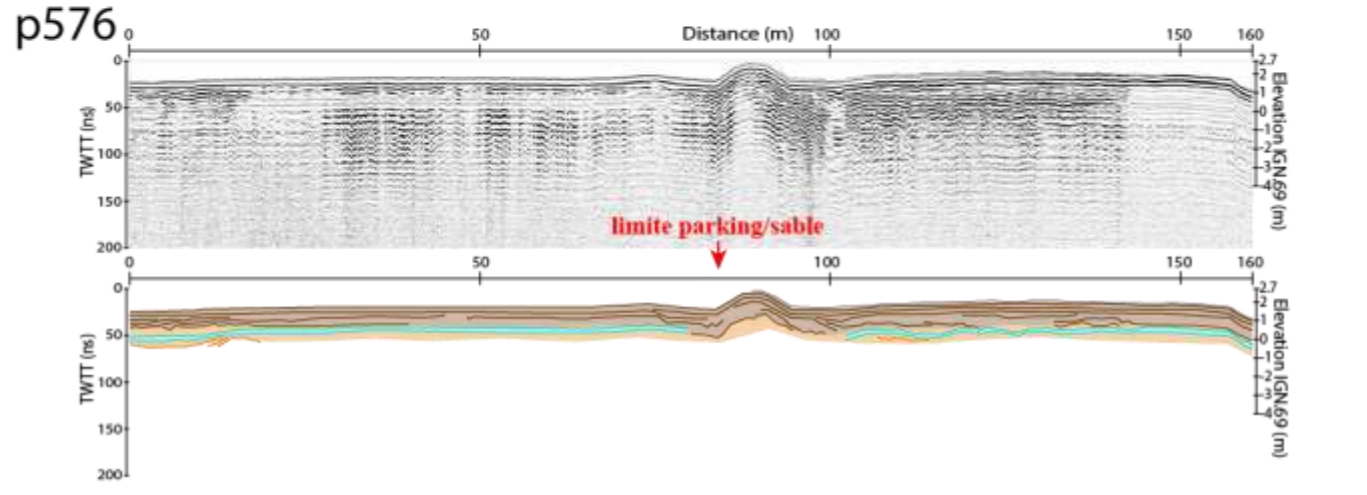 p576
0 50 Distance (m) 100 150 160
0 2.7
2
1
50 0
-1
100 -2
-3
-4
150
200
TWTT (ns)
Elevation IGN69 (m)
limite parking/sable
0 50 100 150 160
0 2.7
2
1
50 0
-1
100 -2
-3
-4
150
200
TWTT (ns)
Elevation IGN69 (m)